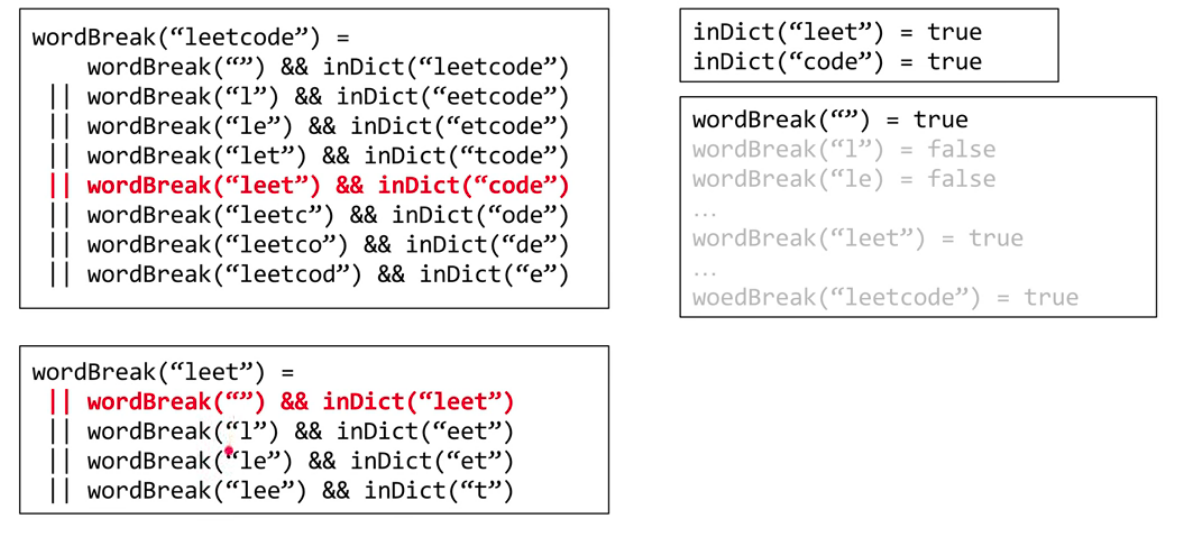 wordBreak(“leetcode”) =
wordBreak(“”) && inDict(“leetcode”)
|| wordBreak(“l”) && inDict(“eetcode”)
|| wordBreak(“le”) && inDict(“etcode”)
|| wordBreak(“let”) && inDict(“tcode”)
|| wordBreak(“leet”) && inDict(“code”)
|| wordBreak(“leetc”) && inDict(“ode”)
|| wordBreak(“leetco”) && inDict(“de”)
|| wordBreak(“leetcod”) && inDict(“e”)
wordBreak(“leet”) =
|| wordBreak(“”) && inDict(“leet”)
|| wordBreak(“l”) && inDict(“eet”)
|| wordBreak(“le”) && inDict(“et”)
|| wordBreak(“lee”) && inDict(“t”)
inDict(“leet”) = true
inDict(“code”) = true
wordBreak(“”) = true
wordBreak(“l”) = false
wordBreak(“le) = false
...
wordBreak(“leet”) = true
...
woedBreak(“leetcode”) = true